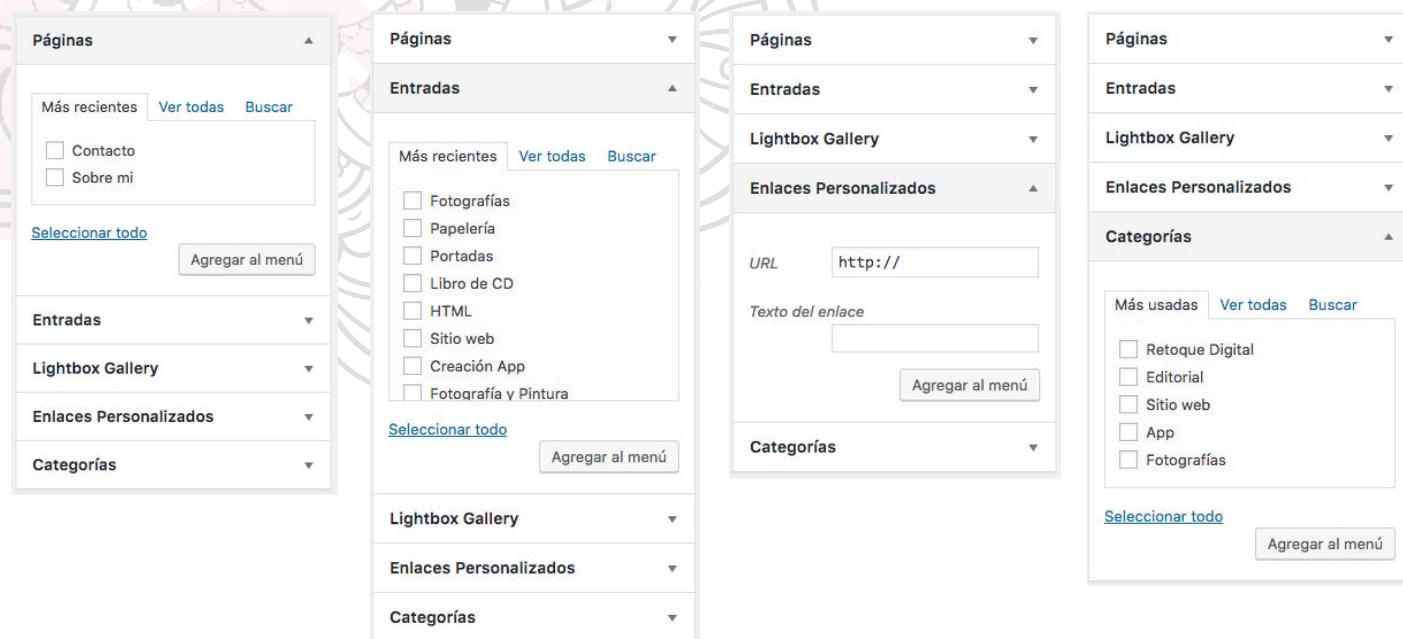 Páginas
Más recientes Ver todas Buscar
Contacto
Sobre mi
Seleccionar todo
Agregar al menú
Entradas
Lightbox Gallery
Enlaces Personalizados
Categorías
Páginas
Entradas
Más recientes Ver todas Buscar
Fotografías
Papelería
Portadas
Libro de CD
HTML
Sitio web
Creación App
Fotografía y Pintura
Seleccionar todo
Agregar al menú
Lightbox Gallery
Enlaces Personalizados
Categorías
Páginas
Entradas
Lightbox Gallery
Enlaces Personalizados
URL http://
Texto del enlace
Agregar al menú
Categorías
Páginas
Entradas
Lightbox Gallery
Enlaces Personalizados
Categorías
Más usadas Ver todas Buscar
Retoque Digital
Editorial
Sitio web
App
Fotografías
Seleccionar todo
Agregar al menú